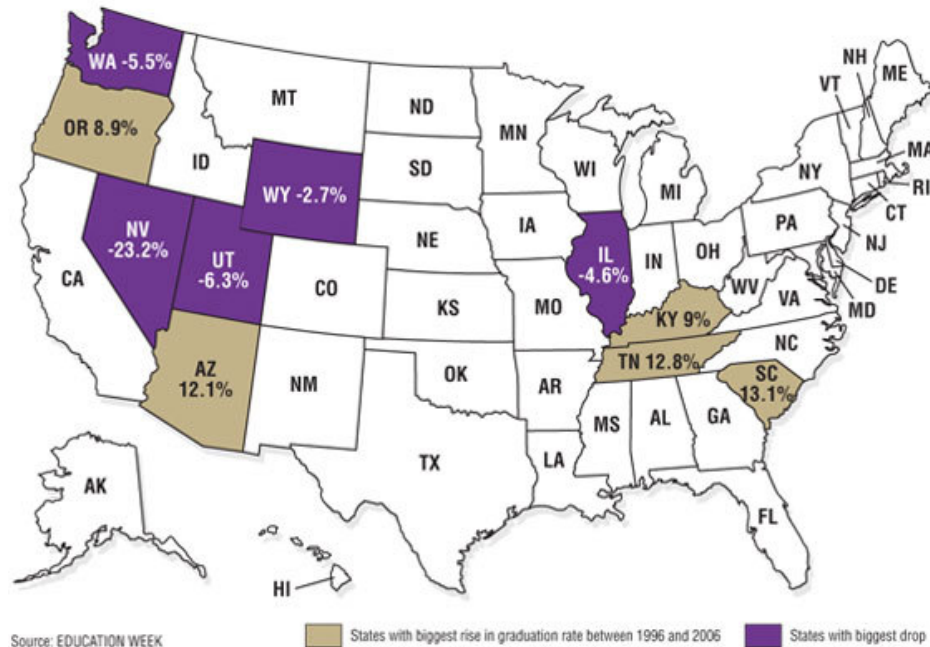 WA -5.5%
MT
ND
MN
NH
VT
ME
OR 8.9%
ID
SD
WI
MI
NY
MA
RI
CT
WY -2.7%
NV
-23.2%
UT
-6.3%
CA
NE
IA
IL
-4.6%
IN
OH
PA
NJ
DE
MD
CO
KS
MO
WV
VA
KY 9%
NC
TN 12.8%
AZ
12.1%
NM
OK
AR
SC
13.1%
MS
AL
GA
TX
LA
FL
AK
HI
Source: EDUCATION WEEK
States with biggest rise in graduation rate between 1996 and 2006
States with biggest drop